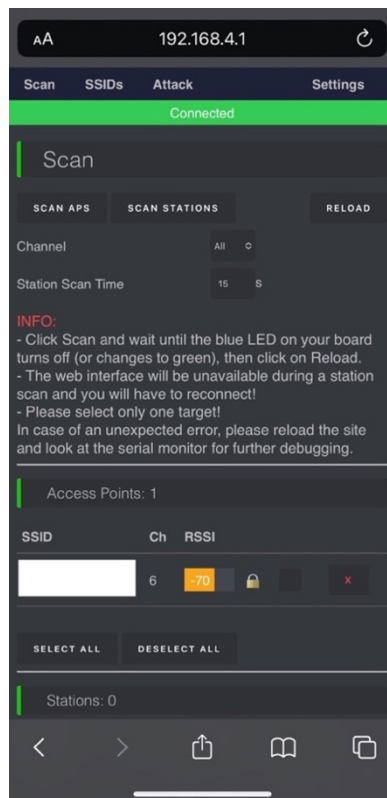 AA 192.168.4.1
Scan SSIDs Attack Settings
Connected
Scan
SCAN APS SCAN STATIONS RELOAD
Channel All
Station Scan Time 15 S
INFO:
- Click Scan and wait until the blue LED on your board
turns off (or changes to green), then click on Reload.
- The web interface will be unavailable during a station
scan and you will have to reconnect!
- Please select only one target!
In case of an unexpected error, please reload the site
and look at the serial monitor for further debugging.
Access Points: 1
SSID Ch RSSI
6 -70 X
SELECT ALL DESELECT ALL
Stations: 0